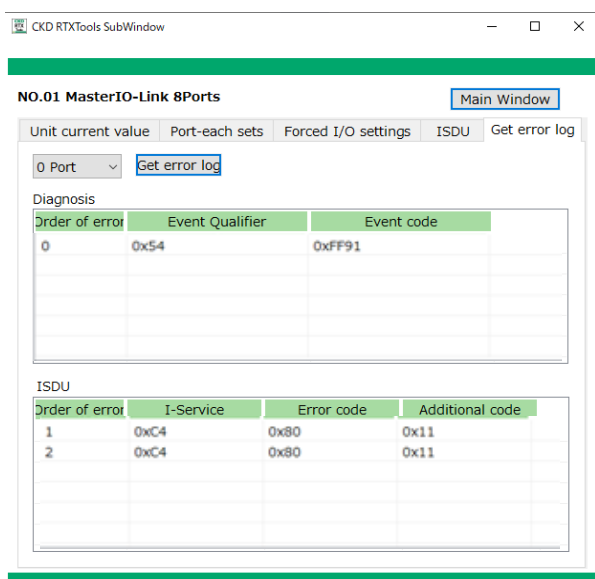 CKD RTXTools SubWindow
NO.01 MasterIO-Link 8Ports
Main Window
Unit current value Port-each sets Forced I/O settings ISDU Get error log
0 Port Get error log
Diagnosis
Order of error Event Qualifier Event code
0 0x54 0xFF91
ISDU
Order of error I-Service Error code Additional code
1 0xC4 0x80 0x11
2 0xC4 0x80 0x11